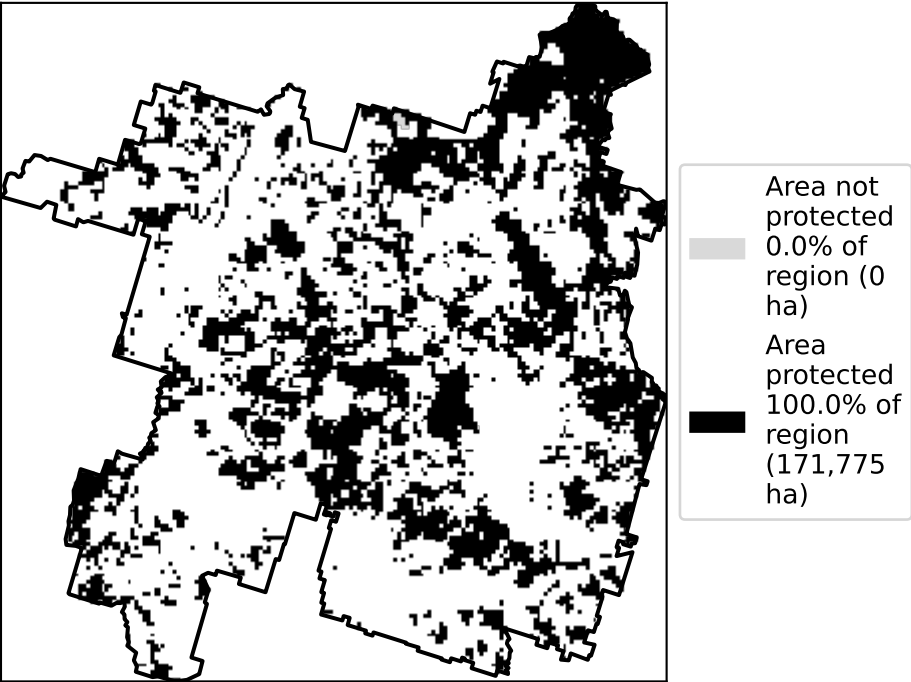 Area not
protected
0.0% of
region (0
ha)
Area
protected
100.0% of
region
(171,775
ha)